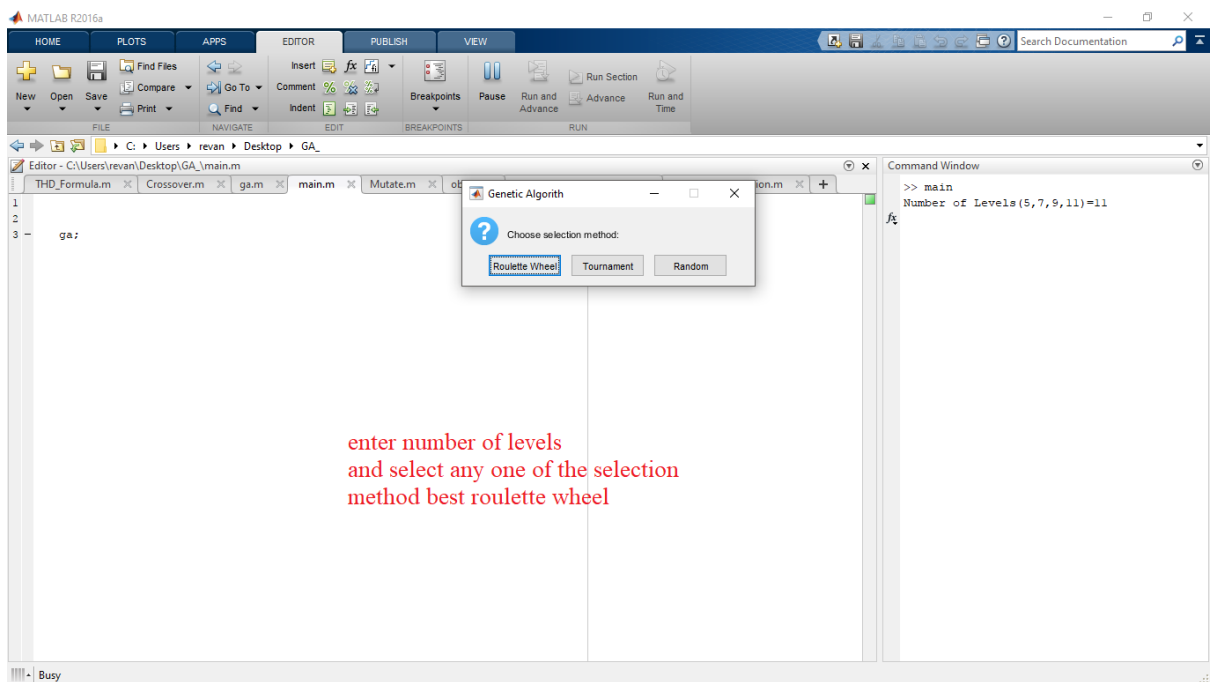 MATLAB R2016a
HOME PLOTS APPS EDITOR PUBLISH VIEW
Search Documentation
New Open Save
Find Files
Compare
Print
FILE
Go To
Find
NAVIGATE
Insert fx
Comment %
Indent
EDIT
Breakpoints
BREAKPOINTS
Pause
Run and Advance
Run Section
Advance
Run and Time
RUN
C: Users revan Desktop GA_
Editor - C:\Users\revan\Desktop\GA_\main.m
THD_Formula.m Crossover.m ga.m main.m Mutate.m ob ion.m +
1
2
3 - ga;
Genetic Algorith
? Choose selection method:
Roulette Wheel Tournament Random
enter number of levels
and select any one of the selection
method best roulette wheel
Command Window
>> main
Number of Levels(5,7,9,11)=11
fx
Busy